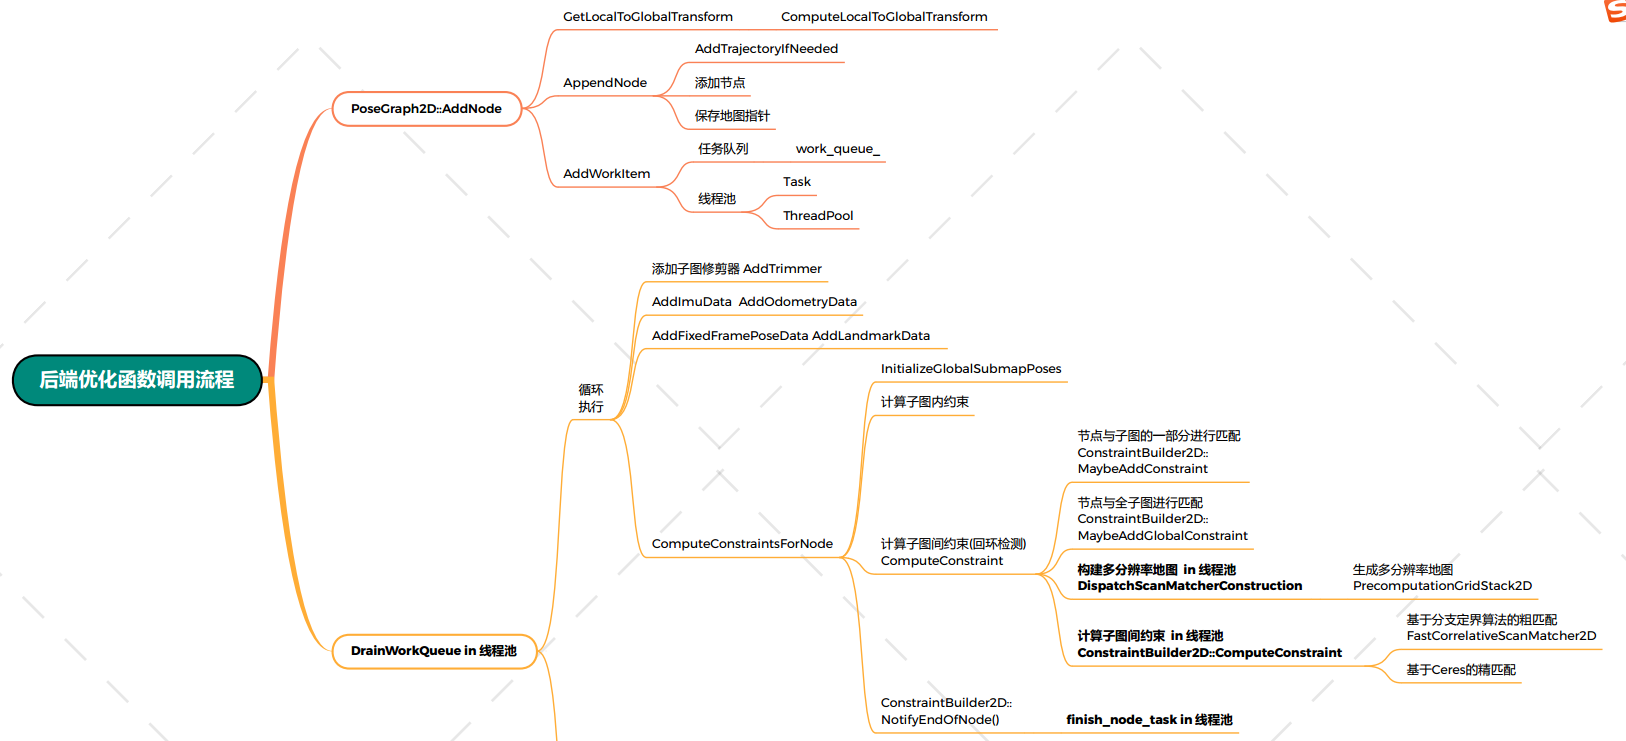 GetLocalToGlobalTransform ComputeLocalToGlobalTransform
AddTrajectoryIfNeeded
AppendNode
添加节点
PoseGraph2D::AddNode
保存地图指针
任务队列 work_queue_
AddWorkItem
Task
线程池
ThreadPool
添加子图修剪器 AddTrimmer
AddImuData AddOdometryData
AddFixedFramePoseData AddLandmarkData
后端优化函数调用流程
循环
执行
InitializeGlobalSubmapPoses
计算子图内约束
节点与子图的一部分进行匹配
ConstraintBuilder2D::
MaybeAddConstraint
节点与全子图进行匹配
ConstraintBuilder2D::
MaybeAddGlobalConstraint
ComputeConstraintsForNode
计算子图间约束(回环检测)
ComputeConstraint
构建多分辨率地图 in 线程池
DispatchScanMatcherConstruction
生成多分辨率地图
PrecomputationGridStack2D
计算子图间约束 in 线程池
ConstraintBuilder2D::ComputeConstraint
基于分支定界算法的粗匹配
FastCorrelativeScanMatcher2D
基于Ceres的精匹配
DrainWorkQueue in 线程池
ConstraintBuilder2D::
NotifyEndOfNode()
finish_node_task in 线程池